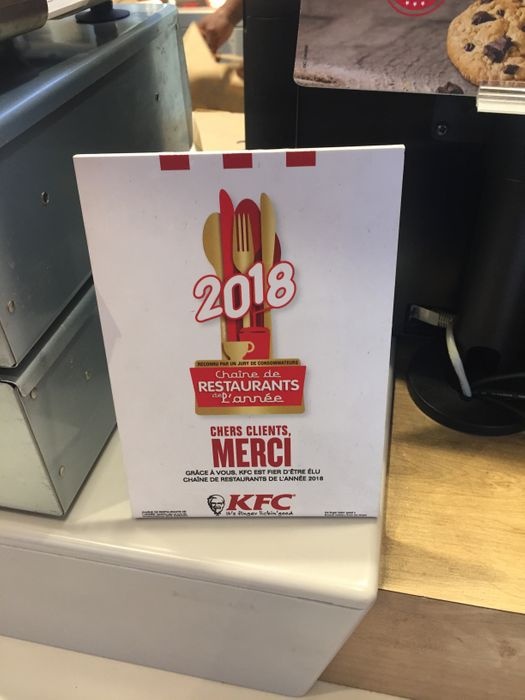 2018
RECONNU PAR UN JURY DE CONSOMMATEURS
Chaîne de
RESTAURANTS
de l'année
CHERS CLIENTS,
MERCI
GRÂCE À VOUS, KFC EST FIER D'ÊTRE ÉLU
CHAÎNE DE RESTAURANTS DE L'ANNÉE 2018
KFC
It's finger lickin' good